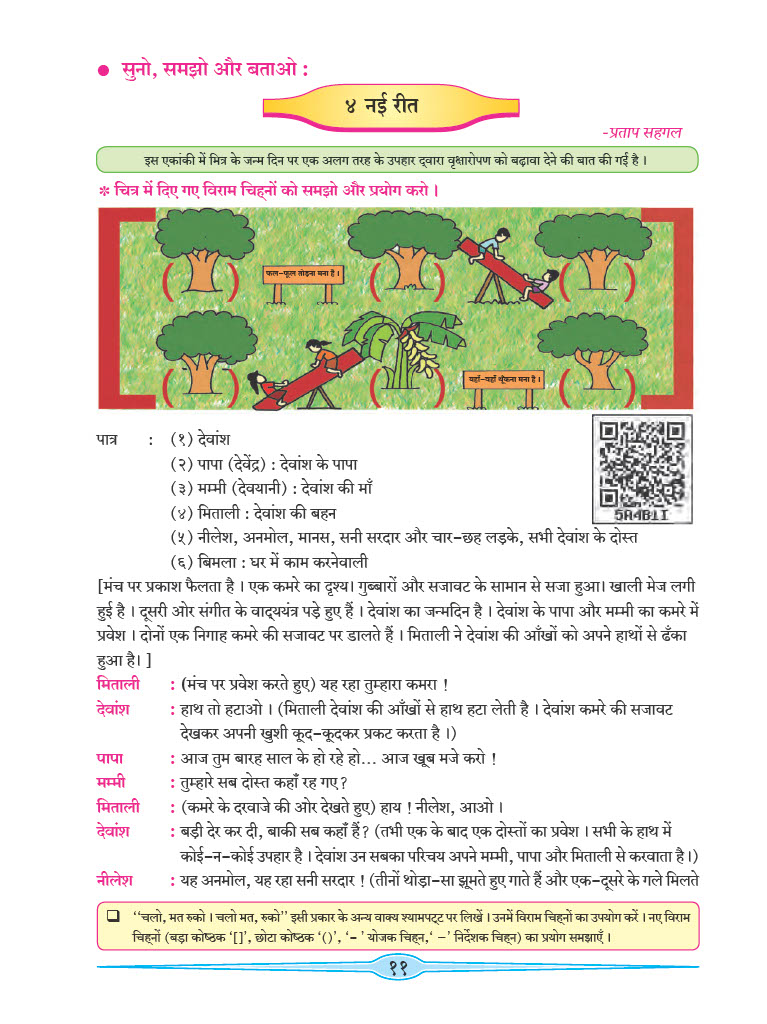 ● सुनो, समझो और बताओ :
४ नई रीत
-प्रताप सहगल
इस एकांकी में मित्र के जन्म दिन पर एक अलग तरह के उपहार द्‌वारा वृक्षारोपण को बढ़ावा देने की बात की गई है ।
* चित्र में दिए गए विराम चिह्‌नों को समझो और प्रयोग करो ।
फल-फूल तोड़ना मना है ।
यहाँ-वहाँ थूँकना मना है ।
5A4B1I
पात्र : (१) देवांश
(२) पापा (देवेंद्र) : देवांश के पापा
(३) मम्मी (देवयानी) : देवांश की माँ
(४) मिताली : देवांश की बहन
(५) नीलेश, अनमोल, मानस, सनी सरदार और चार-छह लड़के, सभी देवांश के दोस्त
(६) बिमला : घर में काम करनेवाली
[मंच पर प्रकाश फैलता है । एक कमरे का दृश्य। गुब्बारों और सजावट के सामान से सजा हुआ। खाली मेज लगी
हुई है । दूसरी ओर संगीत के वाद्‌ययंत्र पड़े हुए हैं । देवांश का जन्मदिन है । देवांश के पापा और मम्मी का कमरे में
प्रवेश । दोनों एक निगाह कमरे की सजावट पर डालते हैं । मिताली ने देवांश की आँखों को अपने हाथों से ढँका
हुआ है। ]
मिताली : (मंच पर प्रवेश करते हुए) यह रहा तुम्हारा कमरा !
देवांश : हाथ तो हटाओ । (मिताली देवांश की आँखों से हाथ हटा लेती है । देवांश कमरे की सजावट
देखकर अपनी खुशी कूद-कूदकर प्रकट करता है ।)
पापा : आज तुम बारह साल के हो रहे हो... आज खूब मजे करो !
मम्मी : तुम्हारे सब दोस्त कहाँ रह गए?
मिताली : (कमरे के दरवाजे की ओर देखते हुए) हाय ! नीलेश, आओ ।
देवांश : बड़ी देर कर दी, बाकी सब कहाँ हैं? (तभी एक के बाद एक दोस्तों का प्रवेश । सभी के हाथ में
कोई-न-कोई उपहार है । देवांश उन सबका परिचय अपने मम्मी, पापा और मिताली से करवाता है।)
नीलेश : यह अनमोल, यह रहा सनी सरदार ! (तीनों थोड़ा-सा झूमते हुए गाते हैं और एक-दूसरे के गले मिलते
❑ ‘‘चलो, मत रुको । चलो मत, रुको’’ इसी प्रकार के अन्य वाक्य श्यामपट्‌ट पर लिखें । उनमें विराम चिह्‌नों का उपयोग करें । नए विराम
चिह्‌नों (बड़ा कोष्ठक ‘[]’, छोटा कोष्ठक ‘()’, ‘-’ योजक चिह्‌न,‘ –’ निर्देशक चिह्‌न) का प्रयोग समझाएँ ।
११